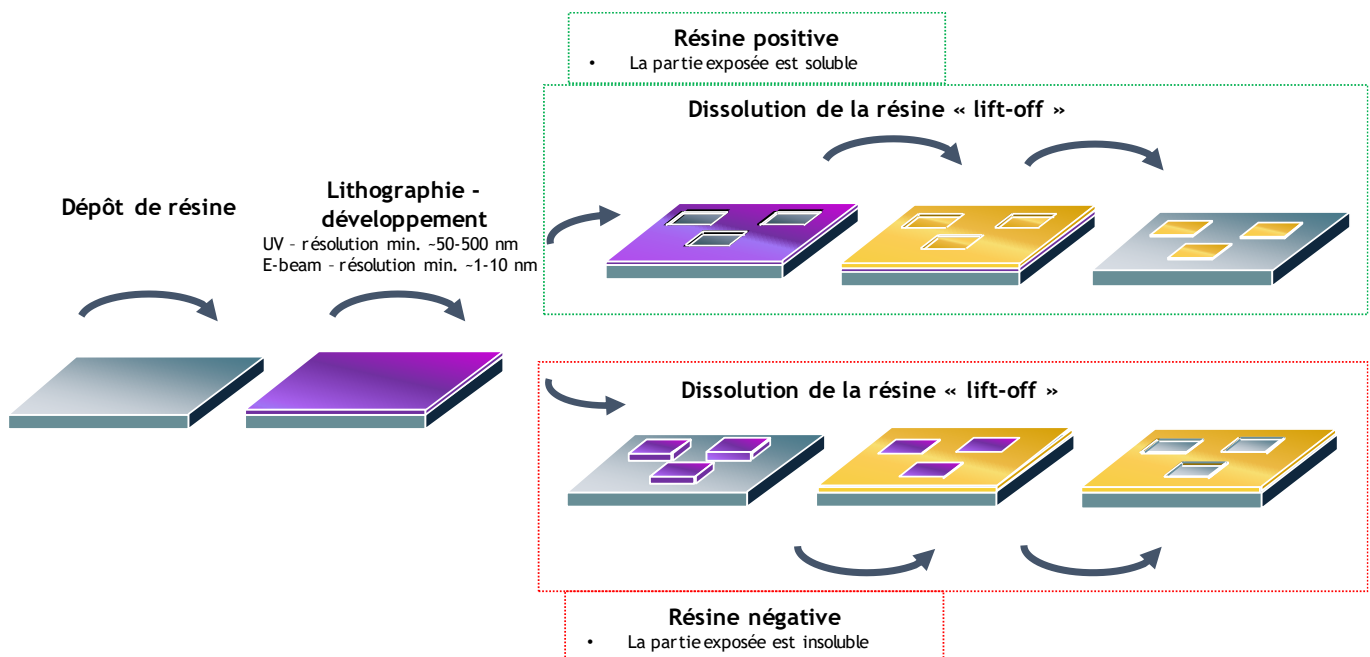 Résine positive
• La partie exposée est soluble
Dissolution de la résine « lift-off »
Dépôt de résine
Lithographie -
développement
UV - résolution min. ~50-500 nm
E-beam - résolution min. ~1-10 nm
Dissolution de la résine « lift-off »
Résine négative
• La partie exposée est insoluble